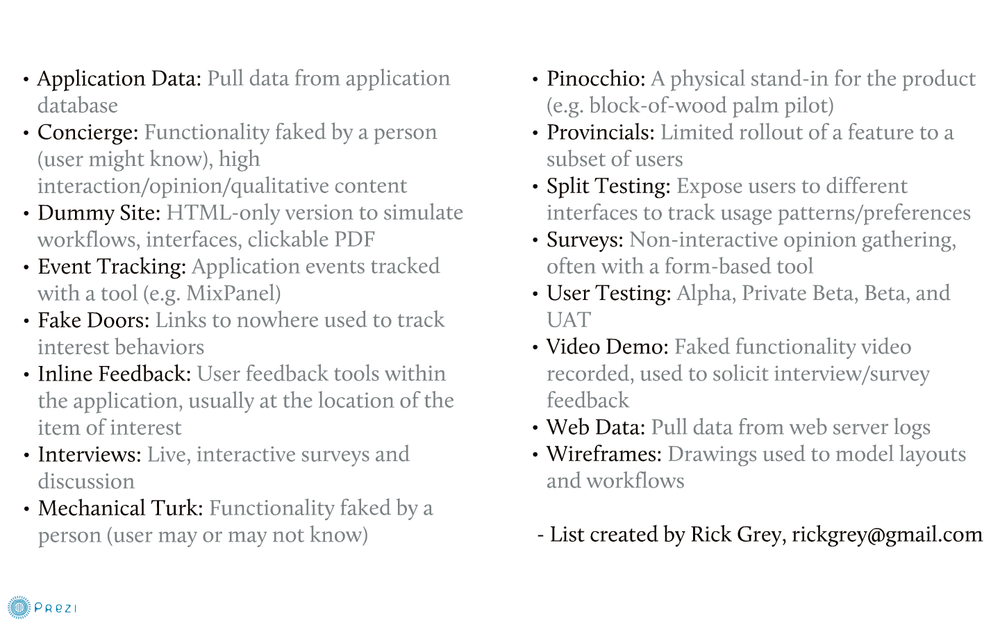 • Application Data: Pull data from application
database
• Concierge: Functionality faked by a person
(user might know), high
interaction/opinion/qualitative content
• Dummy Site: HTML-only version to simulate
workflows, interfaces, clickable PDF
• Event Tracking: Application events tracked
with a tool (e.g. MixPanel)
• Fake Doors: Links to nowhere used to track
interest behaviors
• Inline Feedback: User feedback tools within
the application, usually at the location of the
item of interest
• Interviews: Live, interactive surveys and
discussion
• Mechanical Turk: Functionality faked by a
person (user may or may not know)
• Pinocchio: A physical stand-in for the product
(e.g. block-of-wood palm pilot)
• Provincials: Limited rollout of a feature to a
subset of users
• Split Testing: Expose users to different
interfaces to track usage patterns/preferences
• Surveys: Non-interactive opinion gathering,
often with a form-based tool
• User Testing: Alpha, Private Beta, Beta, and
UAT
• Video Demo: Faked functionality video
recorded, used to solicit interview/survey
feedback
• Web Data: Pull data from web server logs
• Wireframes: Drawings used to model layouts
and workflows
- List created by Rick Grey, rickgrey@gmail.com
Prezi